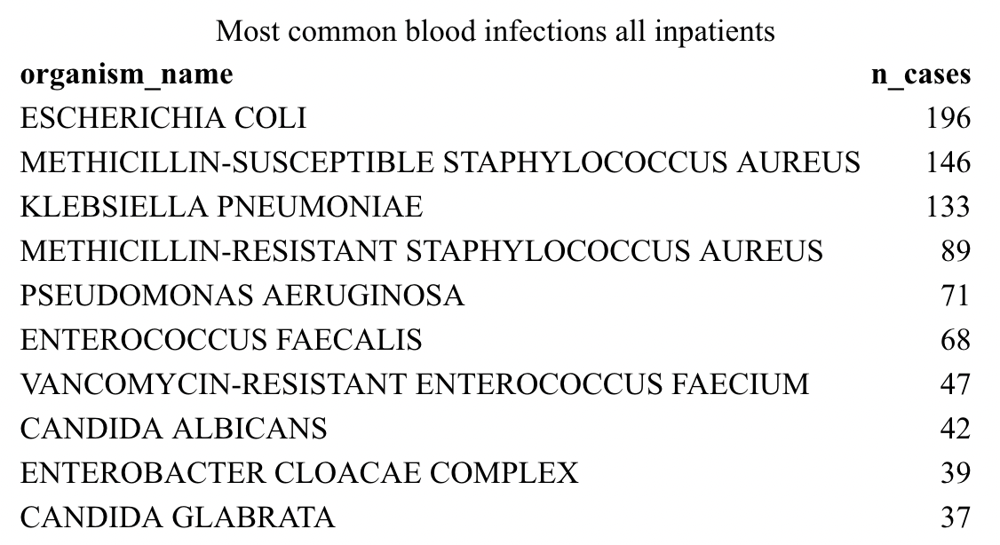 Most common blood infections all inpatients
organism_name n_cases
ESCHERICHIA COLI 196
METHICILLIN-SUSCEPTIBLE STAPHYLOCOCCUS AUREUS 146
KLEBSIELLA PNEUMONIAE 133
METHICILLIN-RESISTANT STAPHYLOCOCCUS AUREUS 89
PSEUDOMONAS AERUGINOSA 71
ENTEROCOCCUS FAECALIS 68
VANCOMYCIN-RESISTANT ENTEROCOCCUS FAECIUM 47
CANDIDA ALBICANS 42
ENTEROBACTER CLOACAE COMPLEX 39
CANDIDA GLABRATA 37